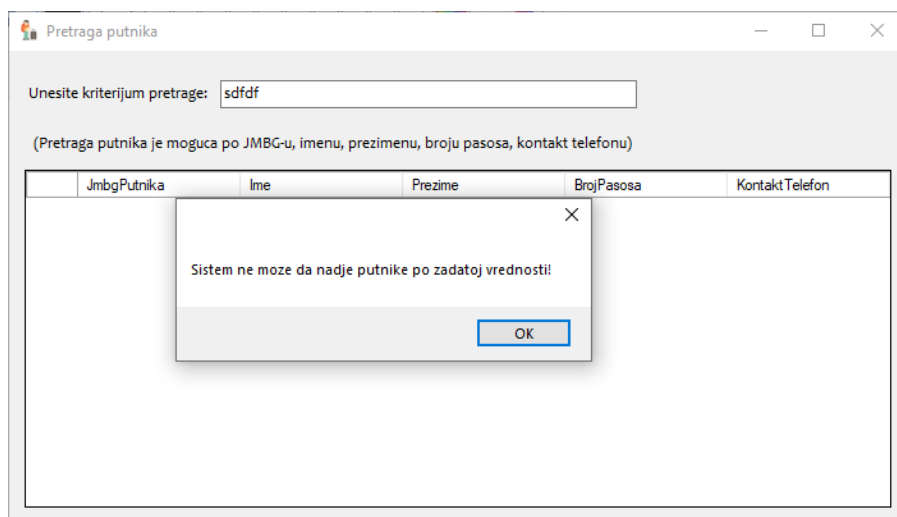 Pretraga putnika
Unesite kriterijum pretrage: sdfdf
(Pretraga putnika je moguca po JMBG-u, imenu, prezimenu, broju pasosa, kontakt telefonu)
JmbgPutnika Ime Prezime BrojPasosa KontaktTelefon
Sistem ne moze da nadje putnike po zadatoj vrednosti!
OK